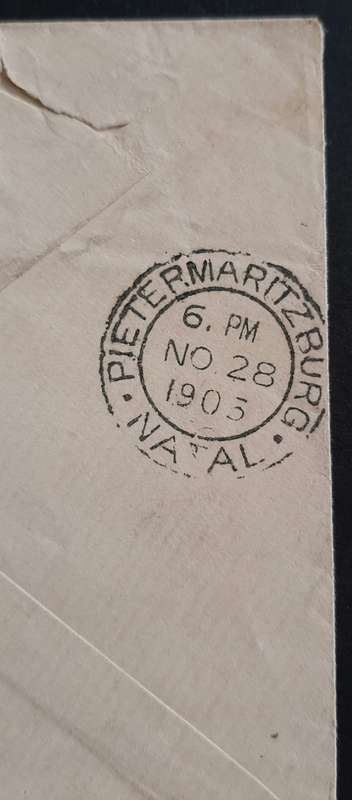 PIETERMARITZBURG
6. PM
NO 28
1903
NATAL